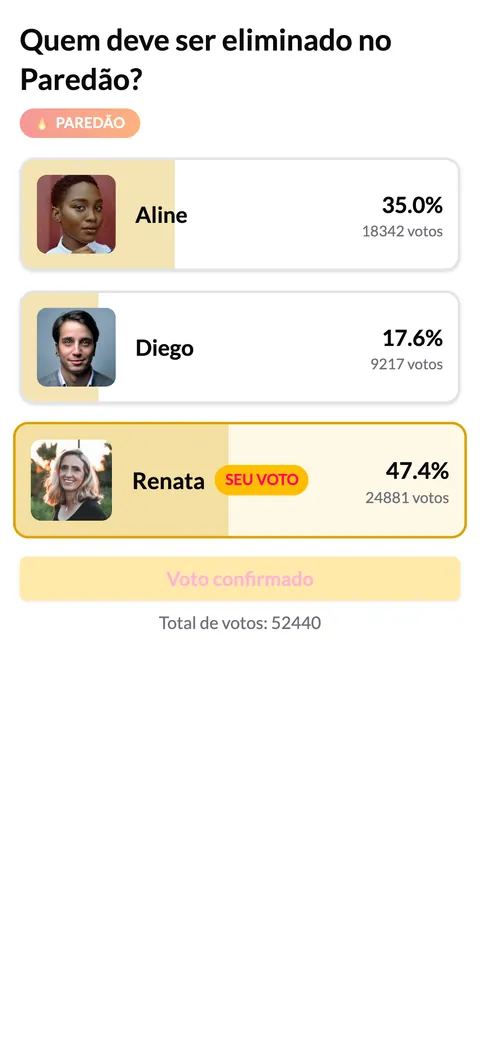 Quem deve ser eliminado no
Paredão?
🔥 PAREDÃO
Aline
35.0%
18342 votos
Diego
17.6%
9217 votos
Renata SEU VOTO
47.4%
24881 votos
Voto confirmado
Total de votos: 52440